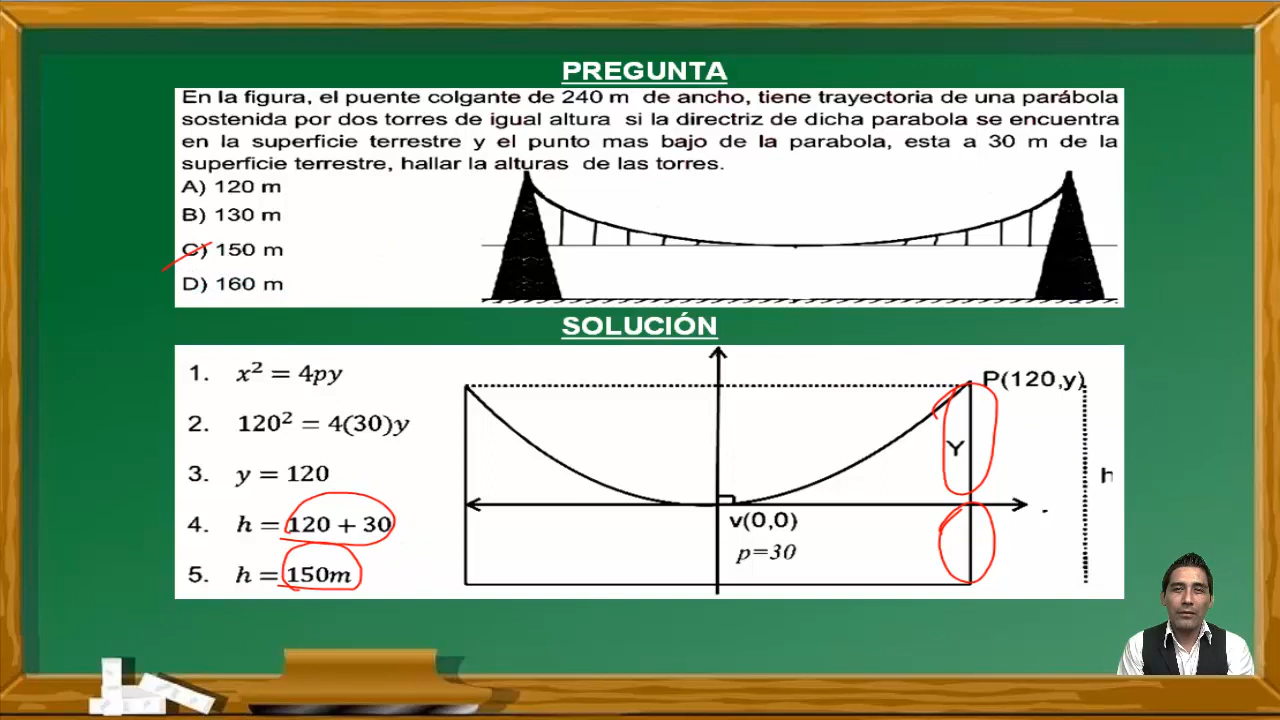 PREGUNTA
En la figura, el puente colgante de 240 m de ancho, tiene trayectoria de una parábola
sostenida por dos torres de igual altura si la directriz de dicha parabola se encuentra
en la superficie terrestre y el punto mas bajo de la parabola, esta a 30 m de la
superficie terrestre, hallar la alturas de las torres.
A) 120 m
B) 130 m
C) 150 m
D) 160 m
SOLUCIÓN
1. x² = 4py
2. 120² = 4(30)y
3. y = 120
4. h = 120 + 30
5. h = 150m
P(120,y)
Y
h
v(0,0)
p=30